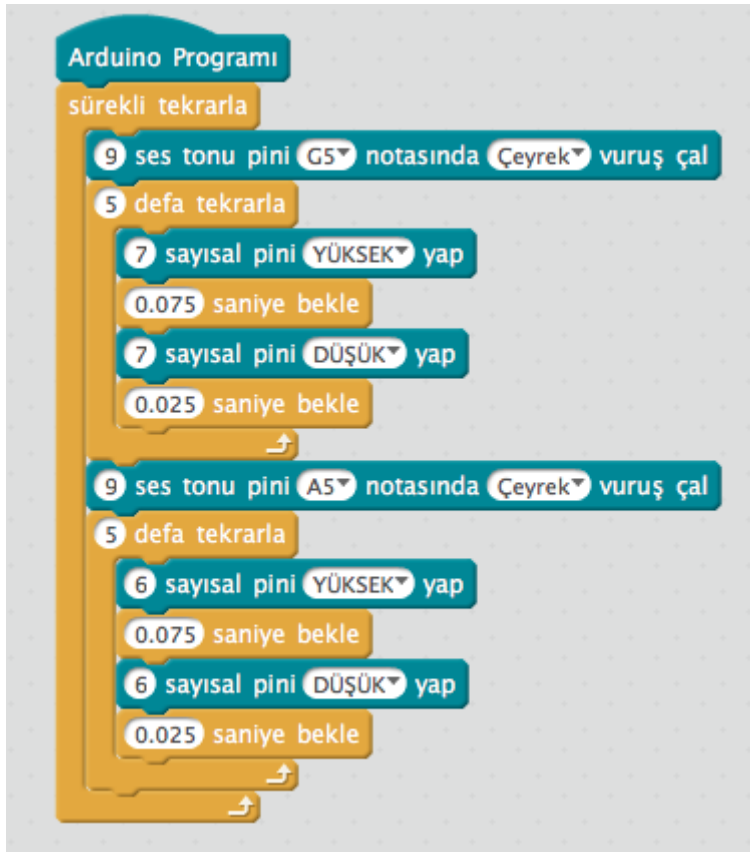 Arduino Programı
sürekli tekrarla
9 ses tonu pini G5 notasında Çeyrek vuruş çal
5 defa tekrarla
7 sayısal pini YÜKSEK yap
0.075 saniye bekle
7 sayısal pini DÜŞÜK yap
0.025 saniye bekle
9 ses tonu pini A5 notasında Çeyrek vuruş çal
5 defa tekrarla
6 sayısal pini YÜKSEK yap
0.075 saniye bekle
6 sayısal pini DÜŞÜK yap
0.025 saniye bekle